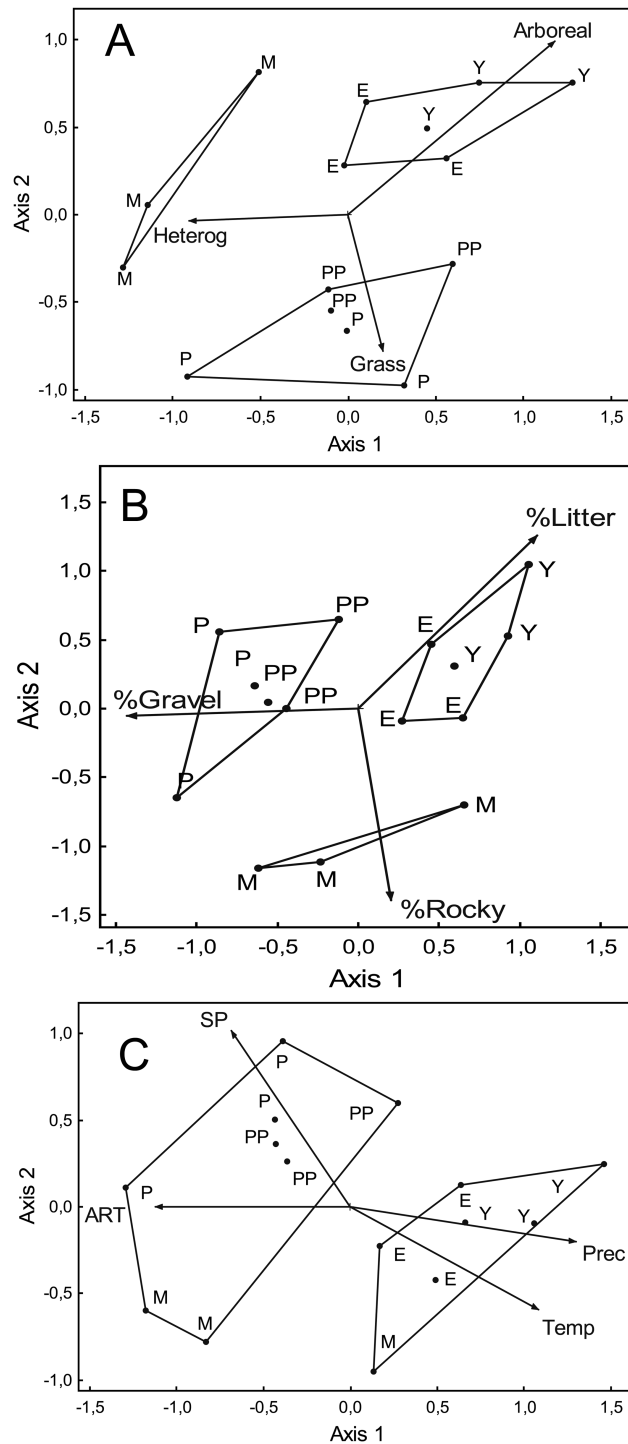 A
Arboreal
M
Y
Y
E
Y
E
E
M
Heterog
M
PP
PP
PP
P
P
Grass
P
1,0
0,5
0,0
-0,5
-1,0
Axis 2
-1,5
-1,0
-0,5
0,0
0,5
1,0
1,5
Axis 1
B
%Litter
Y
PP
P
E
Y
P
Y
PP
PP
%Gravel
E
E
P
M
M
M
%Rocky
1,5
1,0
0,5
0,0
-0,5
-1,0
-1,5
Axis 2
-1,5
-1,0
-0,5
0,0
0,5
1,0
1,5
Axis 1
C
SP
P
P
PP
PP
PP
P
ART
E
Y
Y
Y
Prec
E
E
M
M
Temp
M
1,0
0,5
0,0
-0,5
-1,0
Axis 2
-1,5
-1,0
-0,5
0,0
0,5
1,0
1,5
Axis 1